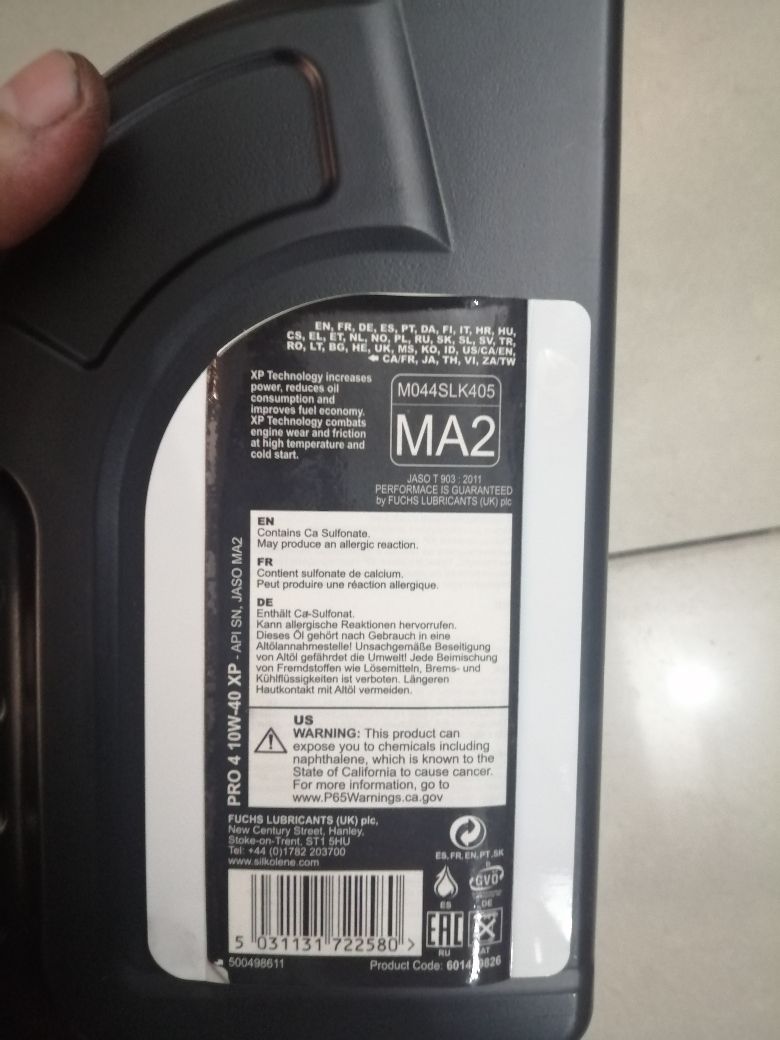 EN, FR, DE, ES, PT, DA, FI, IT, HR, HU,
CS, EL, ET, NL, NO, PL, RU, SK, SL, SV, TR,
RO, LT, BG, HE, UK, MS, KO, ID, US/CA/EN,
CA/FR, JA, TH, VI, ZA/TW
XP Technology increases
power, reduces oil
consumption and
improves fuel economy.
XP Technology combats
engine wear and friction
at high temperature and
cold start.
M044SLK405
MA2
JASO T 903 : 2011
PERFORMACE IS GUARANTEED
by FUCHS LUBRICANTS (UK) plc
PRO 4 10W-40 XP - API SN, JASO MA2
EN
Contains Ca Sulfonate.
May produce an allergic reaction.
FR
Contient sulfonate de calcium.
Peut produire une réaction allergique.
DE
Enthält Ca-Sulfonat.
Kann allergische Reaktionen hervorrufen.
Dieses Öl gehört nach Gebrauch in eine
Altölannahmestelle! Unsachgemäße Beseitigung
von Altöl gefährdet die Umwelt! Jede Beimischung
von Fremdstoffen wie Lösemitteln, Brems- und
Kühlflüssigkeiten ist verboten. Längeren
Hautkontakt mit Altöl vermeiden.
US
WARNING: This product can
expose you to chemicals including
naphthalene, which is known to the
State of California to cause cancer.
For more information, go to
www.P65Warnings.ca.gov
FUCHS LUBRICANTS (UK) plc,
New Century Street, Hanley,
Stoke-on-Trent, ST1 5HU
Tel: +44 (0)1782 203700
www.silkolene.com
ES, FR, EN, PT, SK
GVÖ
ES
DE
EAC
RU
AT
5 031131 722580 >
500498611
Product Code: